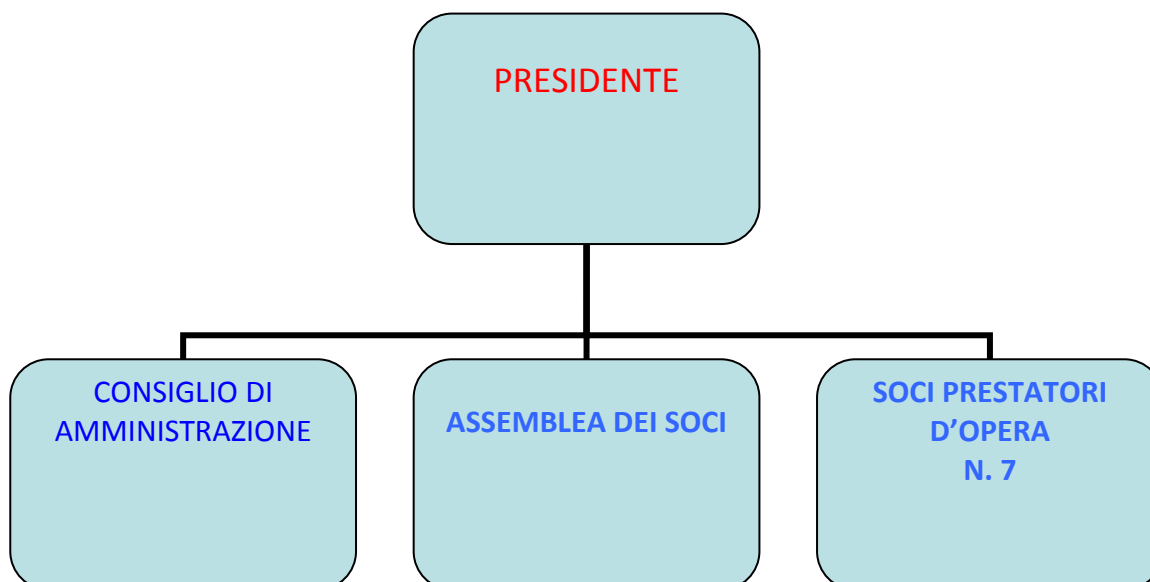 PRESIDENTE
CONSIGLIO DI
AMMINISTRAZIONE
ASSEMBLEA DEI SOCI
SOCI PRESTATORI
D’OPERA
N. 7